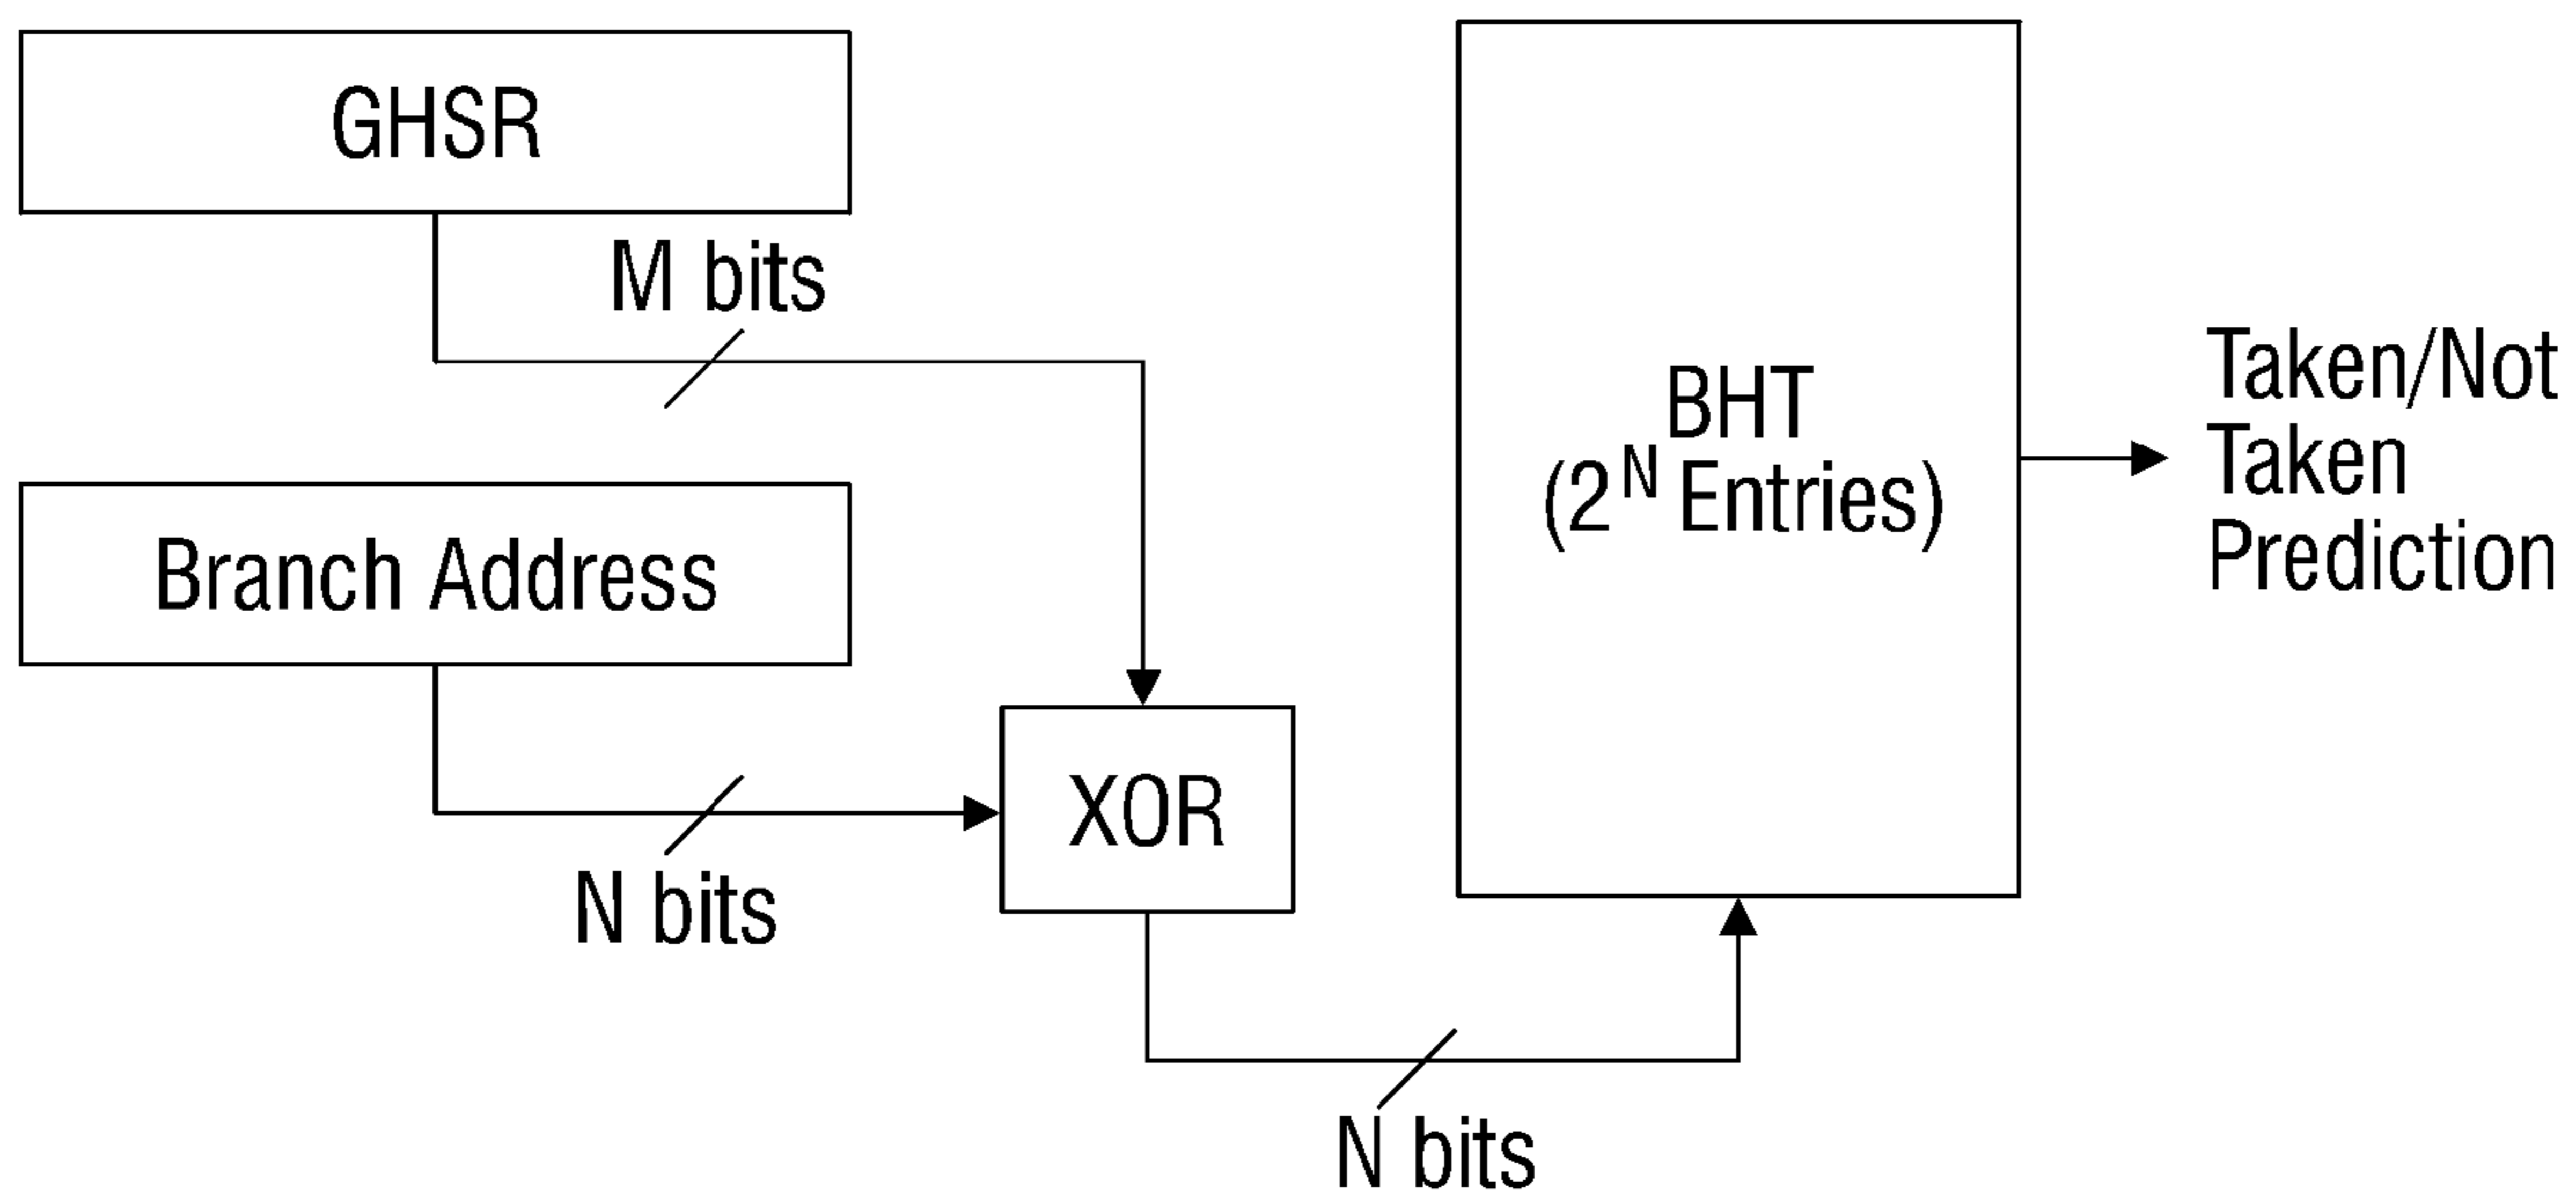 GHSR
M bits
Branch Address
N bits
XOR
N bits
BHT
(2^N Entries)
Taken/Not
Taken
Prediction